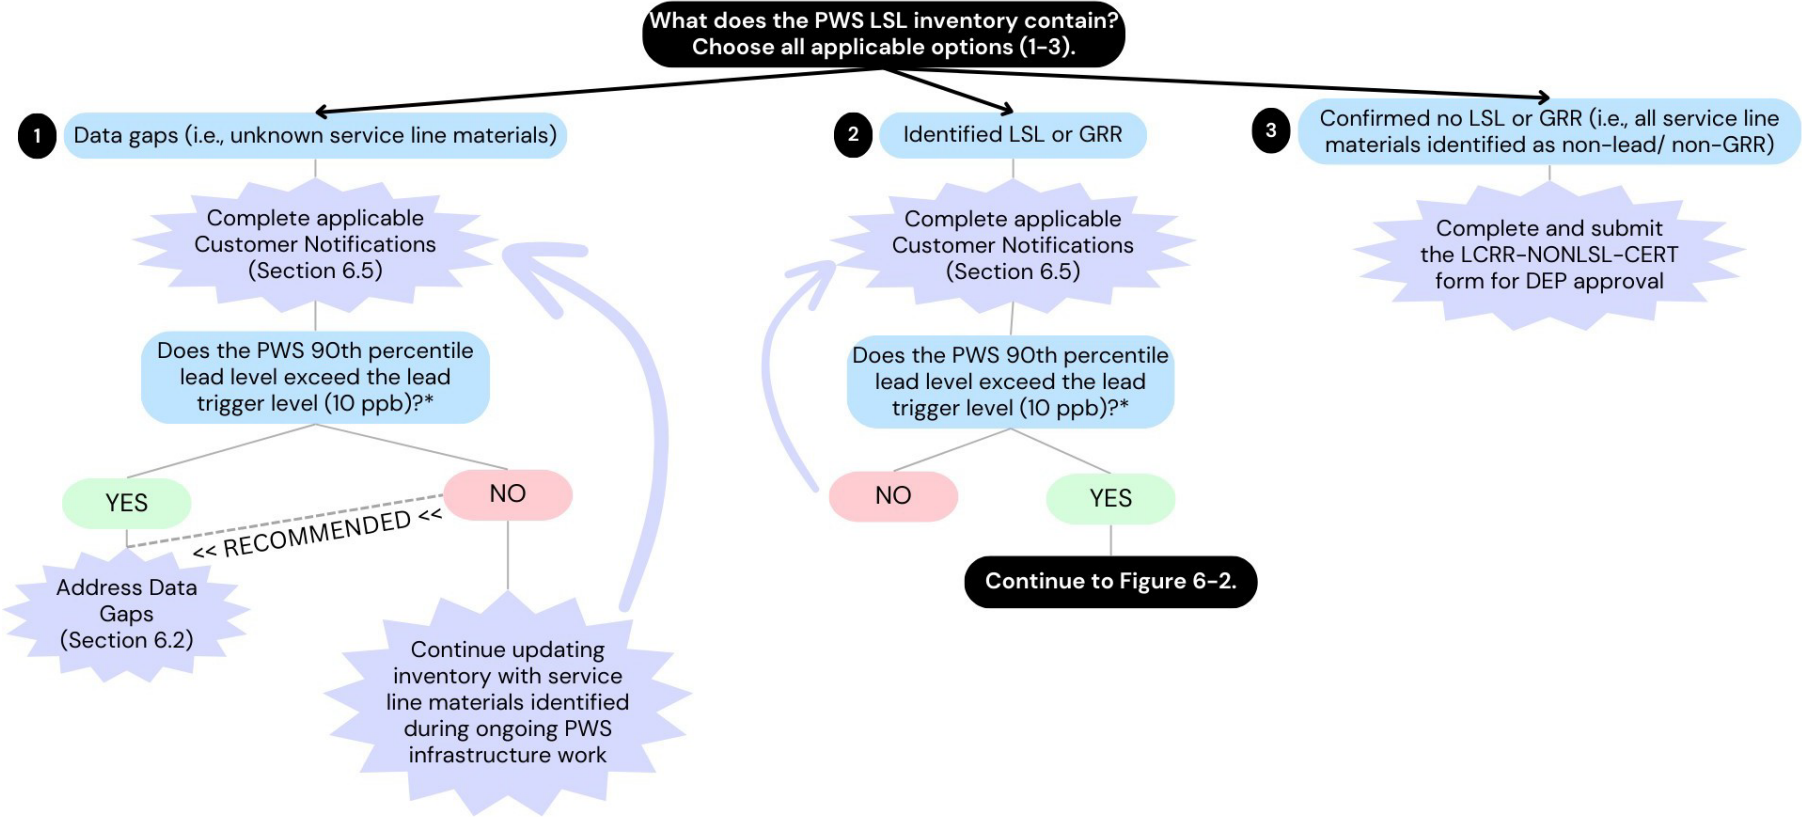 What does the PWS LSL inventory contain?
Choose all applicable options (1-3).
1
Data gaps (i.e., unknown service line materials)
Complete applicable
Customer Notifications
(Section 6.5)
Does the PWS 90th percentile
lead level exceed the lead
trigger level (10 ppb)?*
YES
NO
<< RECOMMENDED <<
Address Data
Gaps
(Section 6.2)
Continue updating
inventory with service
line materials identified
during ongoing PWS
infrastructure work
2
Identified LSL or GRR
Complete applicable
Customer Notifications
(Section 6.5)
Does the PWS 90th percentile
lead level exceed the lead
trigger level (10 ppb)?*
NO
YES
Continue to Figure 6-2.
3
Confirmed no LSL or GRR (i.e., all service line
materials identified as non-lead/ non-GRR)
Complete and submit
the LCRR-NONLSL-CERT
form for DEP approval